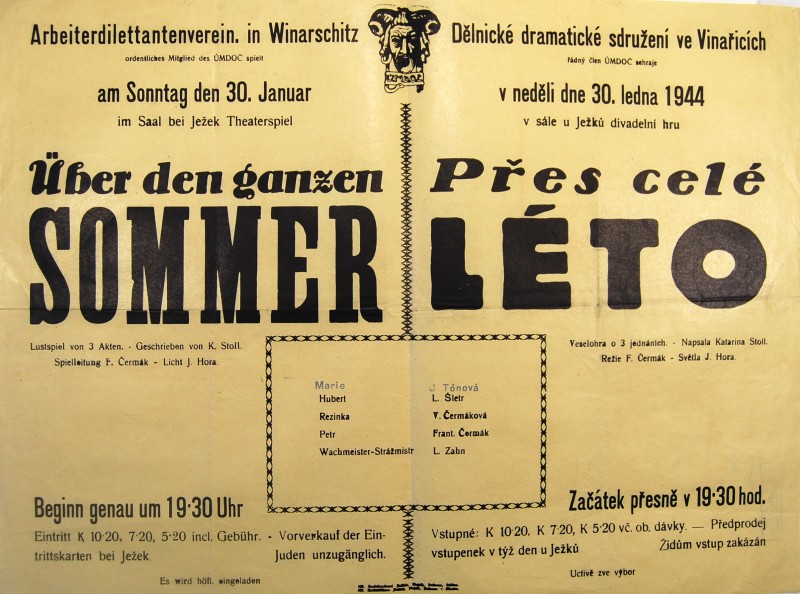 Arbeiterdilettantenverein. in Winarschitz
ordentliches Mitglied des ÚMDOČ spielt
am Sonntag den 30. Januar
im Saal bei Ježek Theaterspiel
Über den ganzen
SOMMER
Lustspiel von 3 Akten. - Geschrieben von K. Stoll.
Spielleitung F. Čermák - Licht J. Hora.
ÚMDOČ
Dělnické dramatické sdružení ve Vinařicích
řádný člen ÚMDOČ sehraje
v neděli dne 30. ledna 1944
v sále u Ježků divadelní hru
Přes celé
LÉTO
Veselohra o 3 jednáních. - Napsala Katarina Stoll.
Režie F. Čermák - Světla J. Hora.
Marie J Tónová
Hubert L. Šletr
Rezinka V. Čermáková
Petr Frant. Čermák
Wachmeister-Strážmistr L. Zahn
Beginn genau um 19·30 Uhr
Eintritt K 10·20, 7·20, 5·20 incl. Gebühr. - Vorverkauf der Ein-
trittskarten bei Ježek Juden unzugänglich.
Es wird höfl. eingeladen
Začátek přesně v 19·30 hod.
Vstupné: K 10·20, K 7·20, K 5·20 vč. ob. dávky. — Předprodej
vstupenek v týž den u Ježků Židům vstup zakázán
Uctivě zve výbor